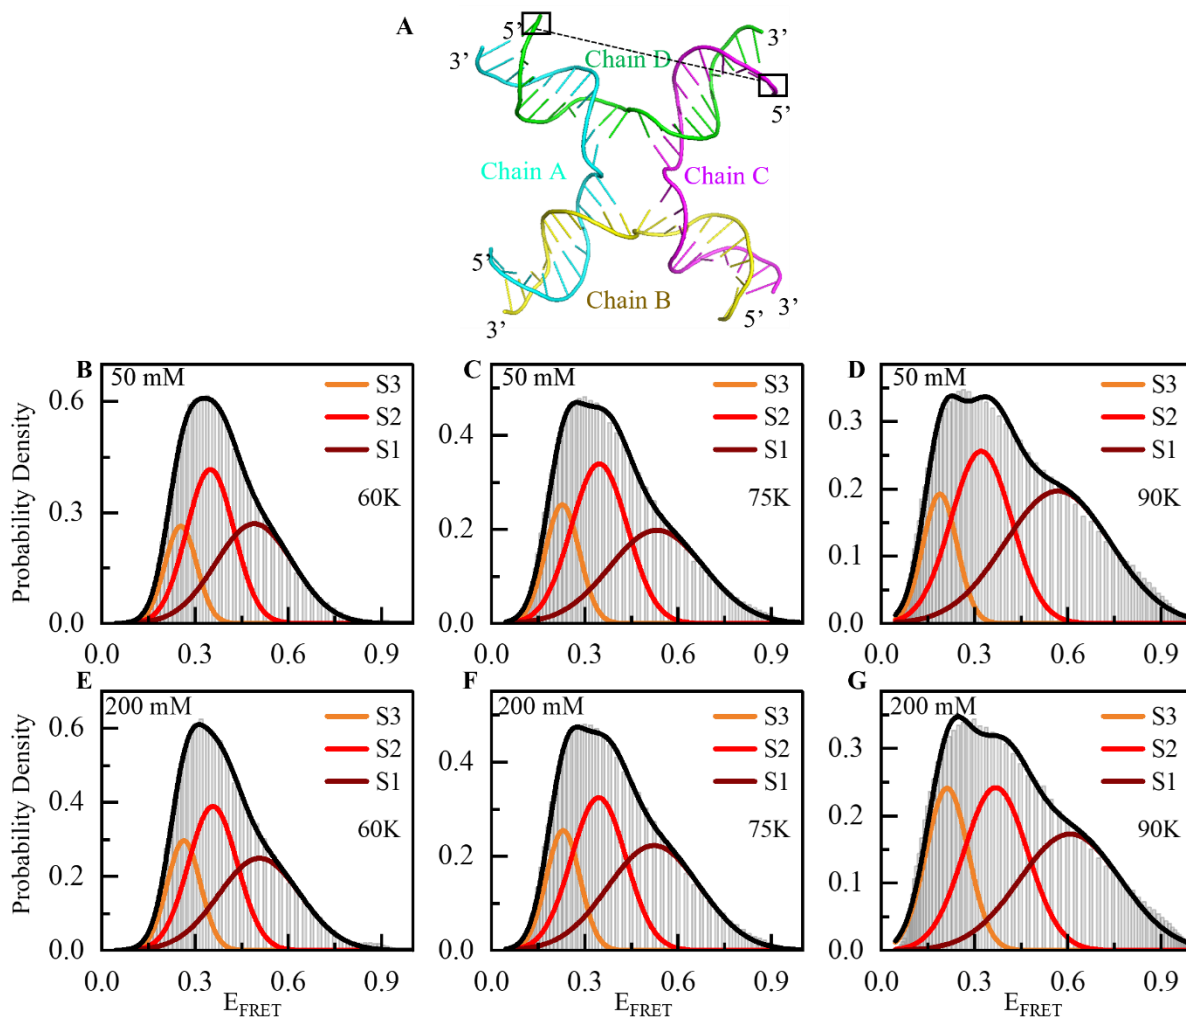 A
5’
3’
Chain D
3’
5’
Chain A
Chain C
5’
Chain B
3’
5’
3’
B
50 mM
S3
S2
S1
60K
0.6
0.3
0.0
0.0 0.3 0.6 0.9
Probability Density
C
50 mM
S3
S2
S1
75K
0.4
0.2
0.0
0.0 0.3 0.6 0.9
D
50 mM
S3
S2
S1
90K
0.3
0.2
0.1
0.0
0.0 0.3 0.6 0.9
E
200 mM
S3
S2
S1
60K
0.6
0.4
0.2
0.0
0.0 0.3 0.6 0.9
Probability Density
EFRET
F
200 mM
S3
S2
S1
75K
0.4
0.2
0.0
0.0 0.3 0.6 0.9
EFRET
G
200 mM
S3
S2
S1
90K
0.3
0.2
0.1
0
0.0 0.3 0.6 0.9
EFRET